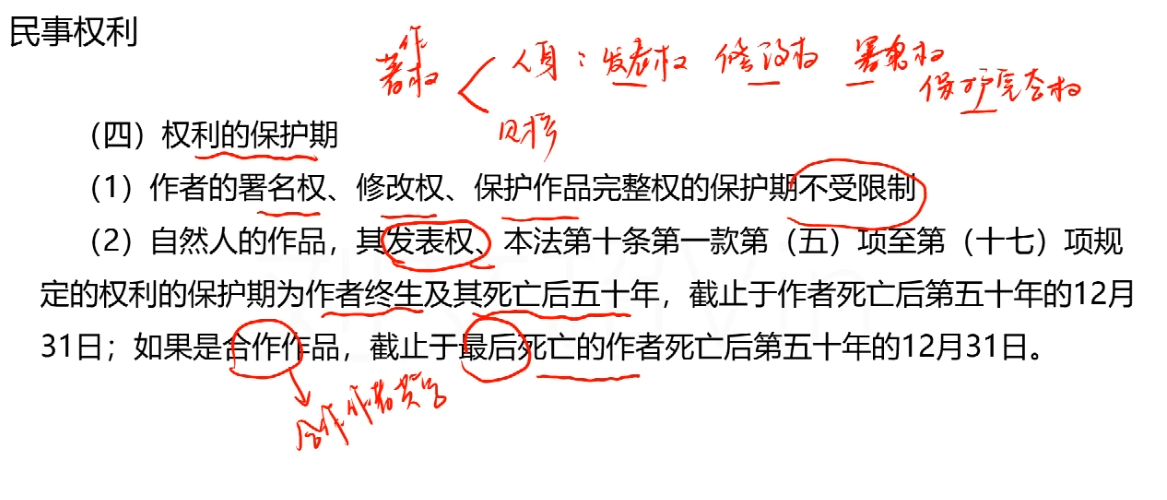 民事权利
著作权
人身：发表权 修改权 署名权
保护完整权
财产
（四）权利的保护期
（1）作者的署名权、修改权、保护作品完整权的保护期不受限制
（2）自然人的作品，其发表权、本法第十条第一款第（五）项至第（十七）项规
定的权利的保护期为作者终生及其死亡后五十年，截止于作者死亡后第五十年的12月
31日；如果是合作作品，截止于最后死亡的作者死亡后第五十年的12月31日。
合作作者